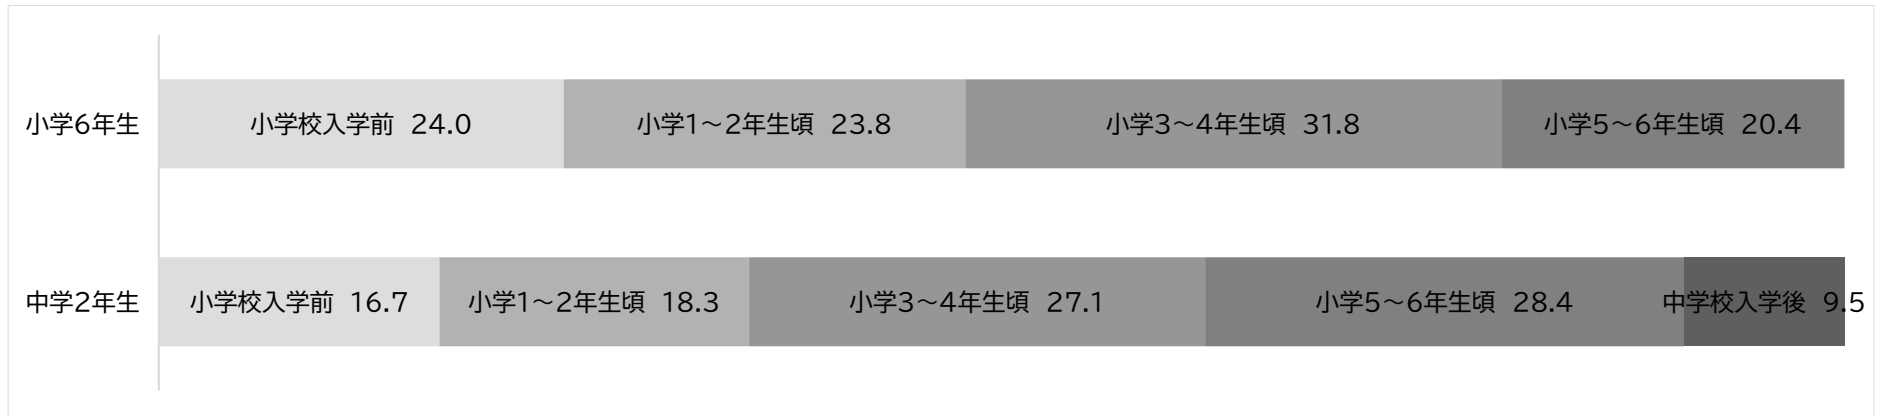 小学6年生 小学校入学前 24.0 小学1～2年生頃 23.8 小学3～4年生頃 31.8 小学5～6年生頃 20.4
中学2年生 小学校入学前 16.7 小学1～2年生頃 18.3 小学3～4年生頃 27.1 小学5～6年生頃 28.4 中学校入学後 9.5